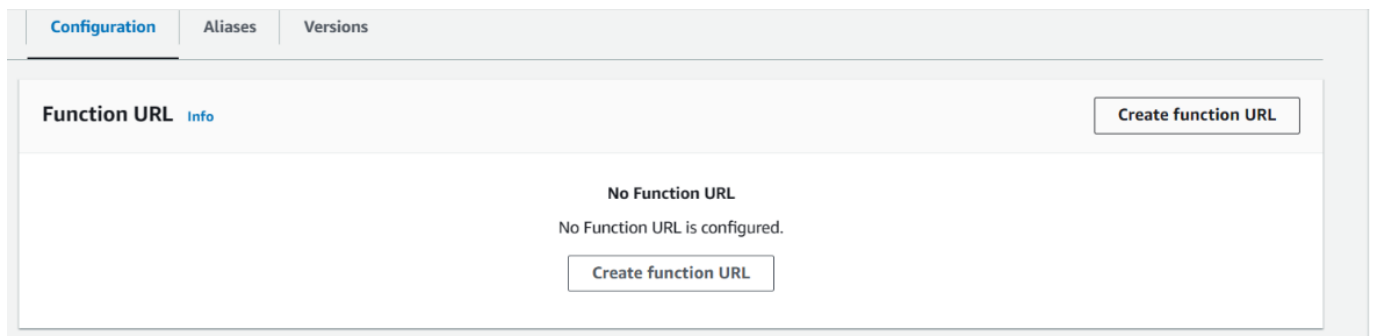 Configuration Aliases Versions
Function URL Info Create function URL
No Function URL
No Function URL is configured.
Create function URL